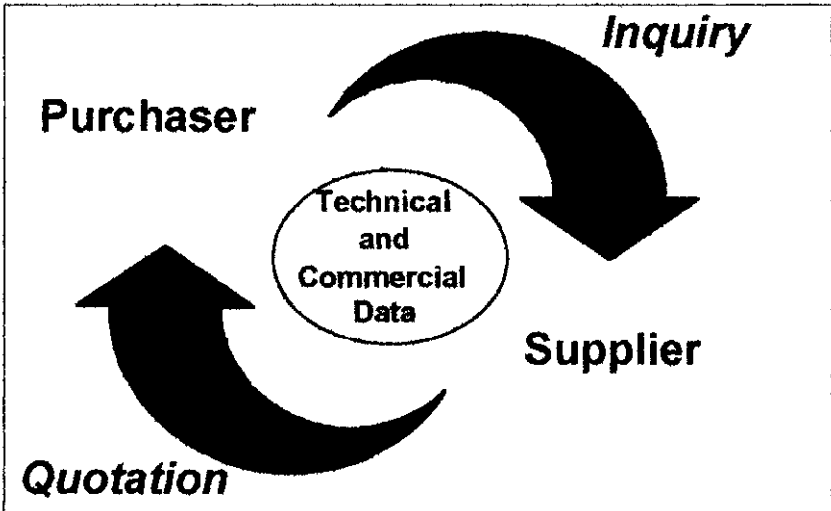 Inquiry
Purchaser
Technical
and
Commercial
Data
Supplier
Quotation